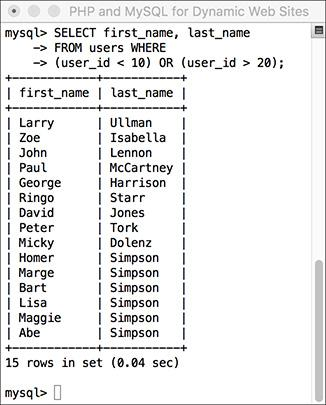 PHP and MySQL for Dynamic Web Sites
mysql> SELECT first_name, last_name
    -> FROM users WHERE
    -> (user_id < 10) OR (user_id > 20);
+------------+-----------+
| first_name | last_name |
+------------+-----------+
| Larry      | Ullman    |
| Zoe        | Isabella  |
| John       | Lennon    |
| Paul       | McCartney |
| George     | Harrison  |
| Ringo      | Starr     |
| David      | Jones     |
| Peter      | Tork      |
| Micky      | Dolenz    |
| Homer      | Simpson   |
| Marge      | Simpson   |
| Bart       | Simpson   |
| Lisa       | Simpson   |
| Maggie     | Simpson   |
| Abe        | Simpson   |
+------------+-----------+
15 rows in set (0.04 sec)
mysql>